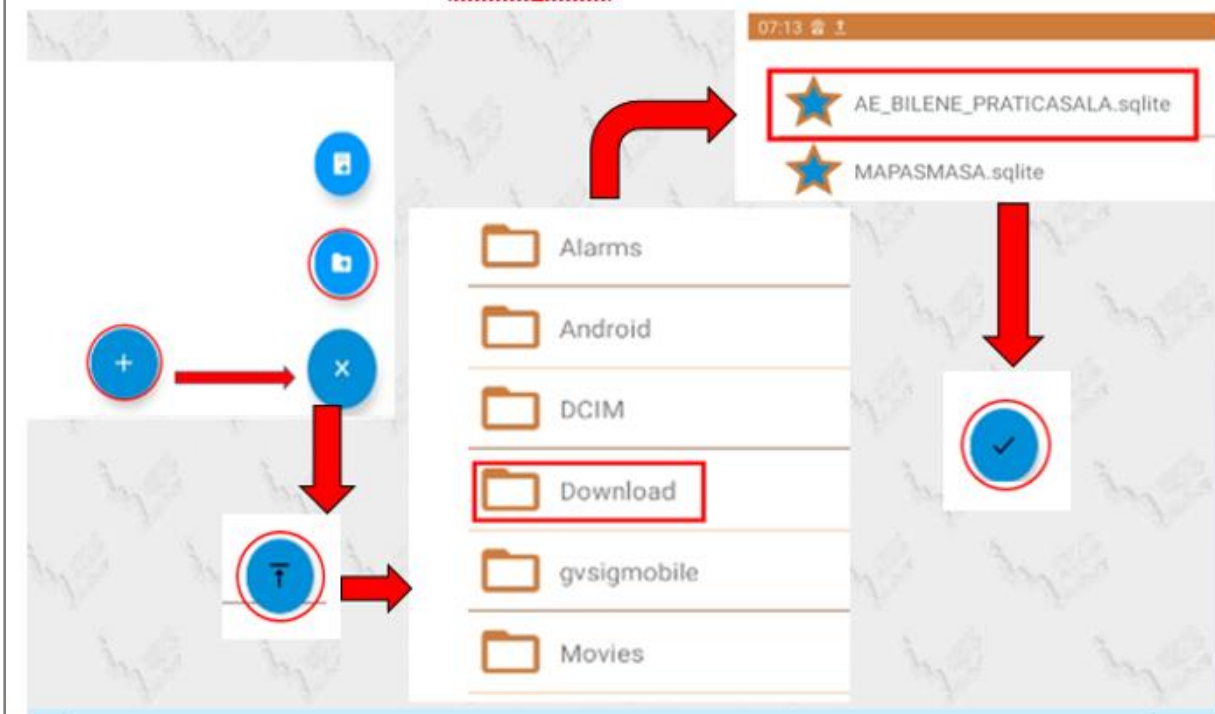 07:13
AE_BILENE_PRATICASALA.sqlite
MAPASMASA.sqlite
Alarms
Android
DCIM
Download
gvsigmobile
Movies